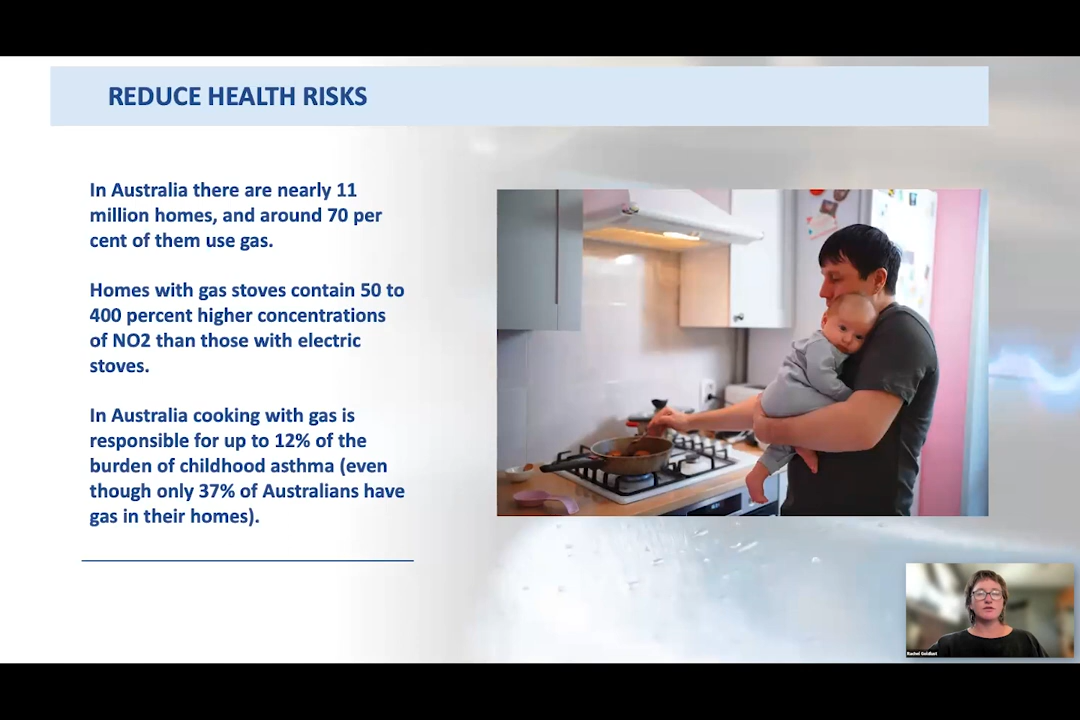 REDUCE HEALTH RISKS
In Australia there are nearly 11
million homes, and around 70 per
cent of them use gas.
Homes with gas stoves contain 50 to
400 percent higher concentrations
of NO2 than those with electric
stoves.
In Australia cooking with gas is
responsible for up to 12% of the
burden of childhood asthma (even
though only 37% of Australians have
gas in their homes).